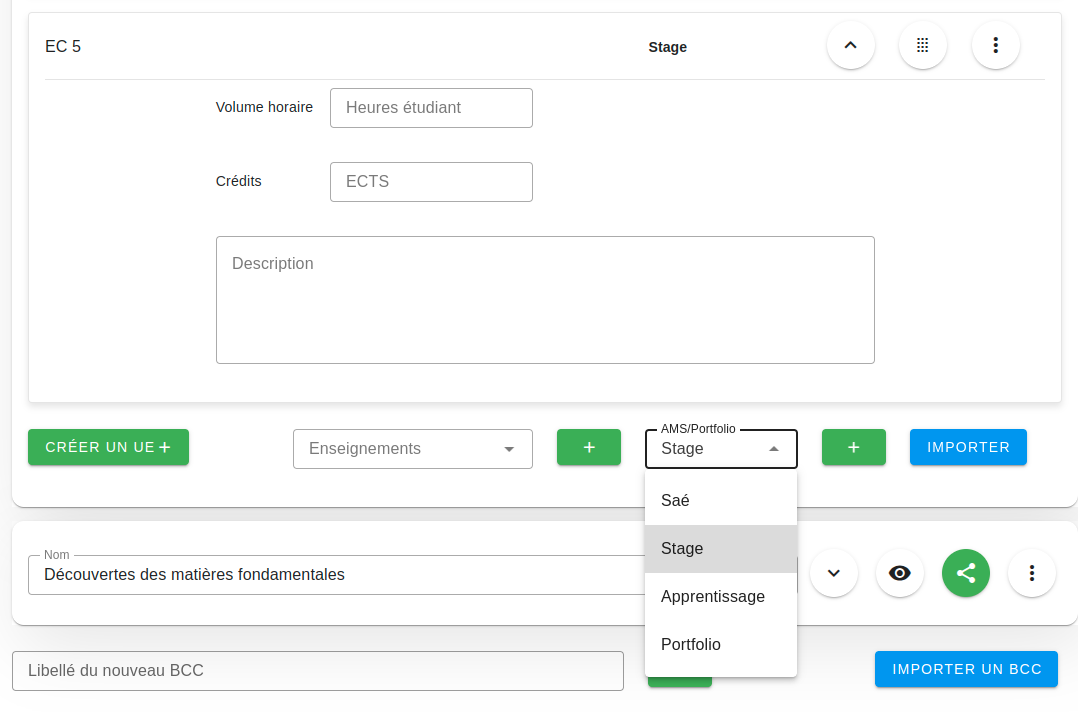 EC 5 Stage
Volume horaire Heures étudiant
Crédits ECTS
Description
CRÉER UN UE + Enseignements + AMS/Portfolio Stage + IMPORTER
Saé
Stage
Apprentissage
Portfolio
Nom
Découvertes des matières fondamentales
Libellé du nouveau BCC IMPORTER UN BCC